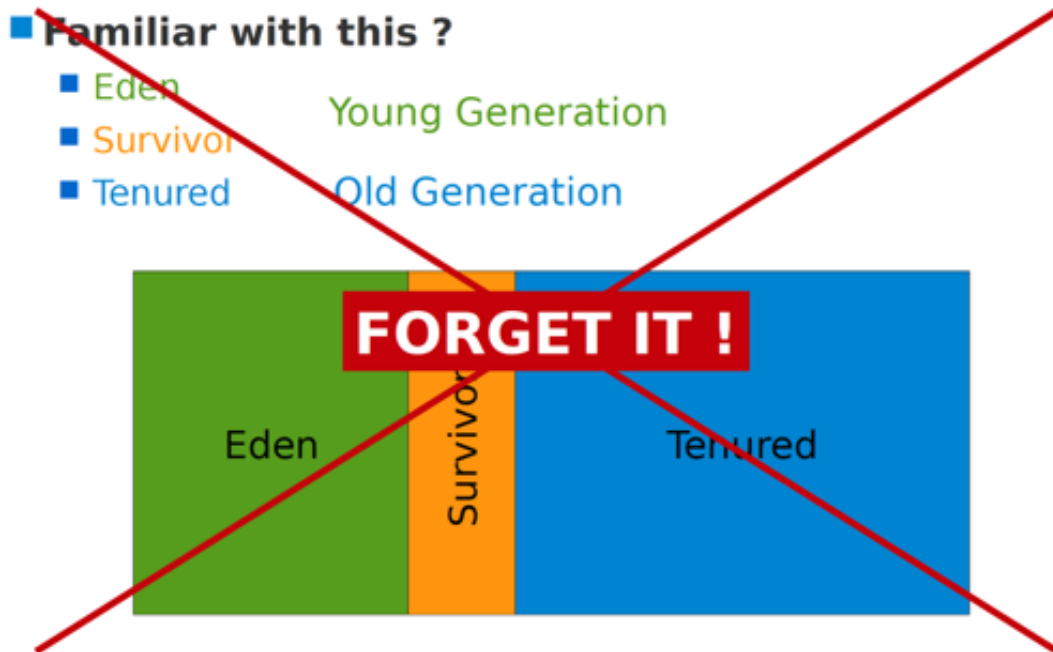 Familiar with this ?
Eden
Survivor
Tenured
Young Generation
Old Generation
FORGET IT !
Eden
Survivor
Tenured